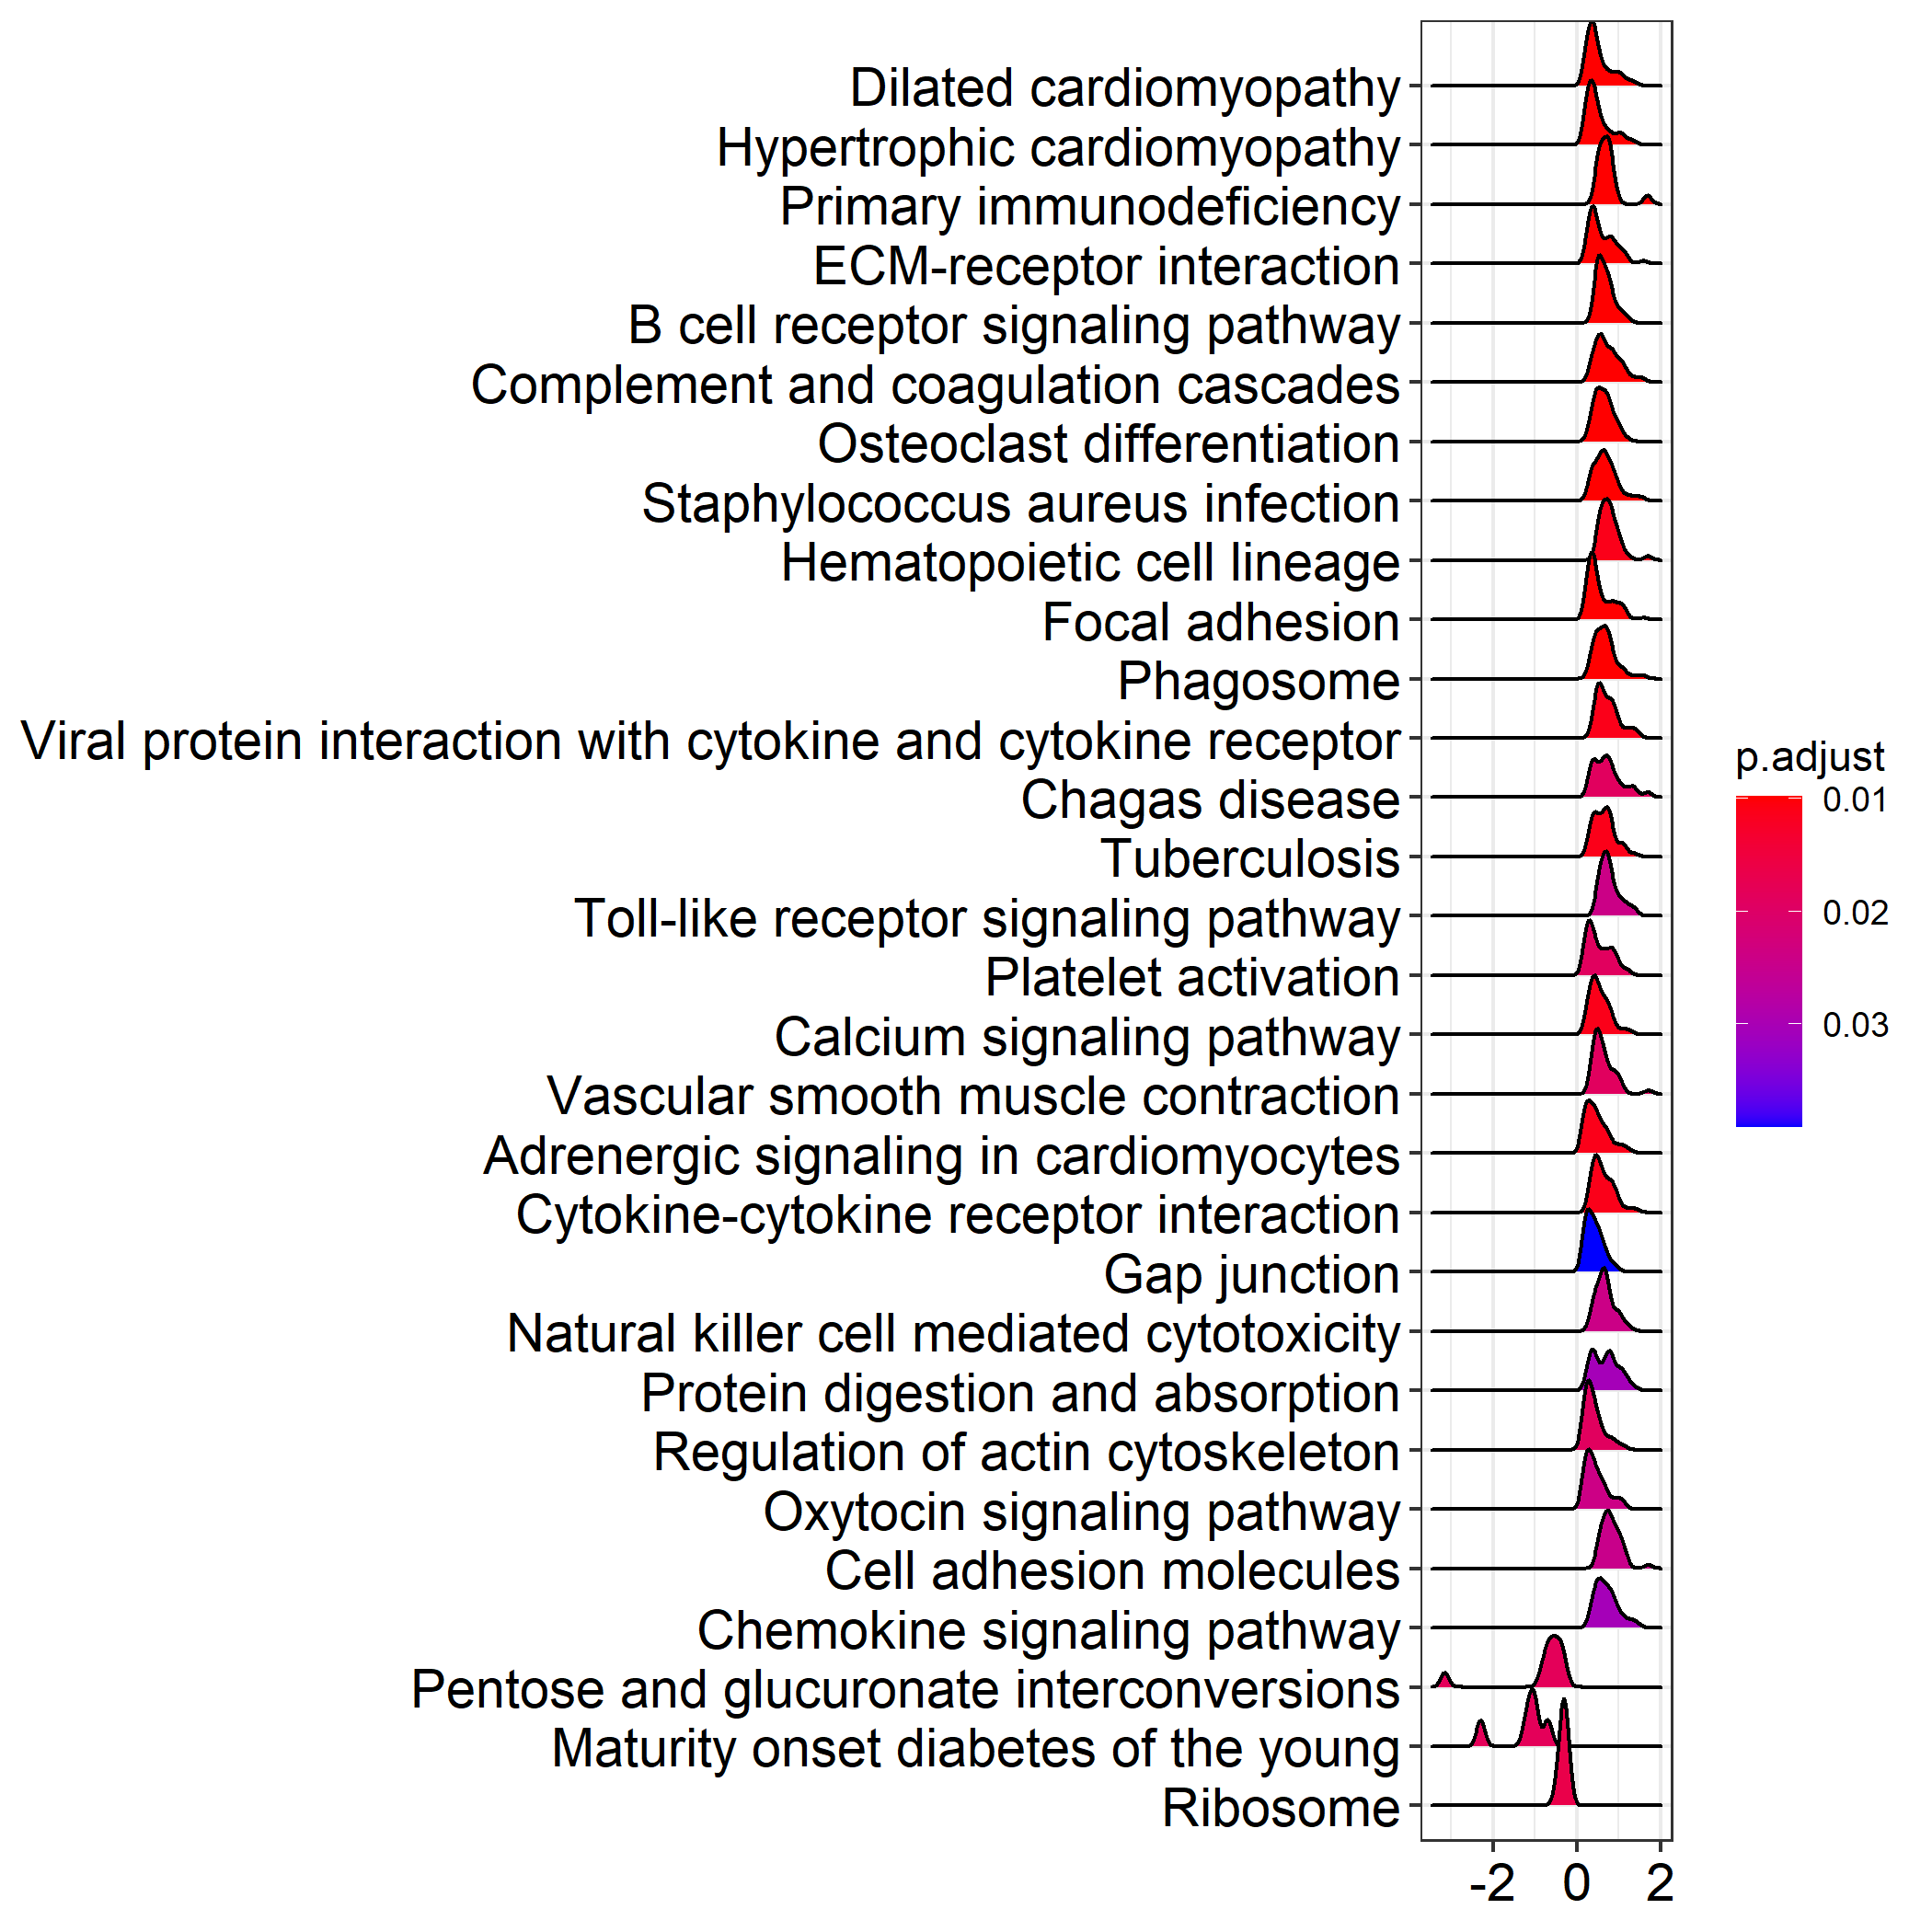 Dilated cardiomyopathy
Hypertrophic cardiomyopathy
Primary immunodeficiency
ECM-receptor interaction
B cell receptor signaling pathway
Complement and coagulation cascades
Osteoclast differentiation
Staphylococcus aureus infection
Hematopoietic cell lineage
Focal adhesion
Phagosome
Viral protein interaction with cytokine and cytokine receptor
Chagas disease
Tuberculosis
Toll-like receptor signaling pathway
Platelet activation
Calcium signaling pathway
Vascular smooth muscle contraction
Adrenergic signaling in cardiomyocytes
Cytokine-cytokine receptor interaction
Gap junction
Natural killer cell mediated cytotoxicity
Protein digestion and absorption
Regulation of actin cytoskeleton
Oxytocin signaling pathway
Cell adhesion molecules
Chemokine signaling pathway
Pentose and glucuronate interconversions
Maturity onset diabetes of the young
Ribosome
-2 0 2
p.adjust
0.01
0.02
0.03